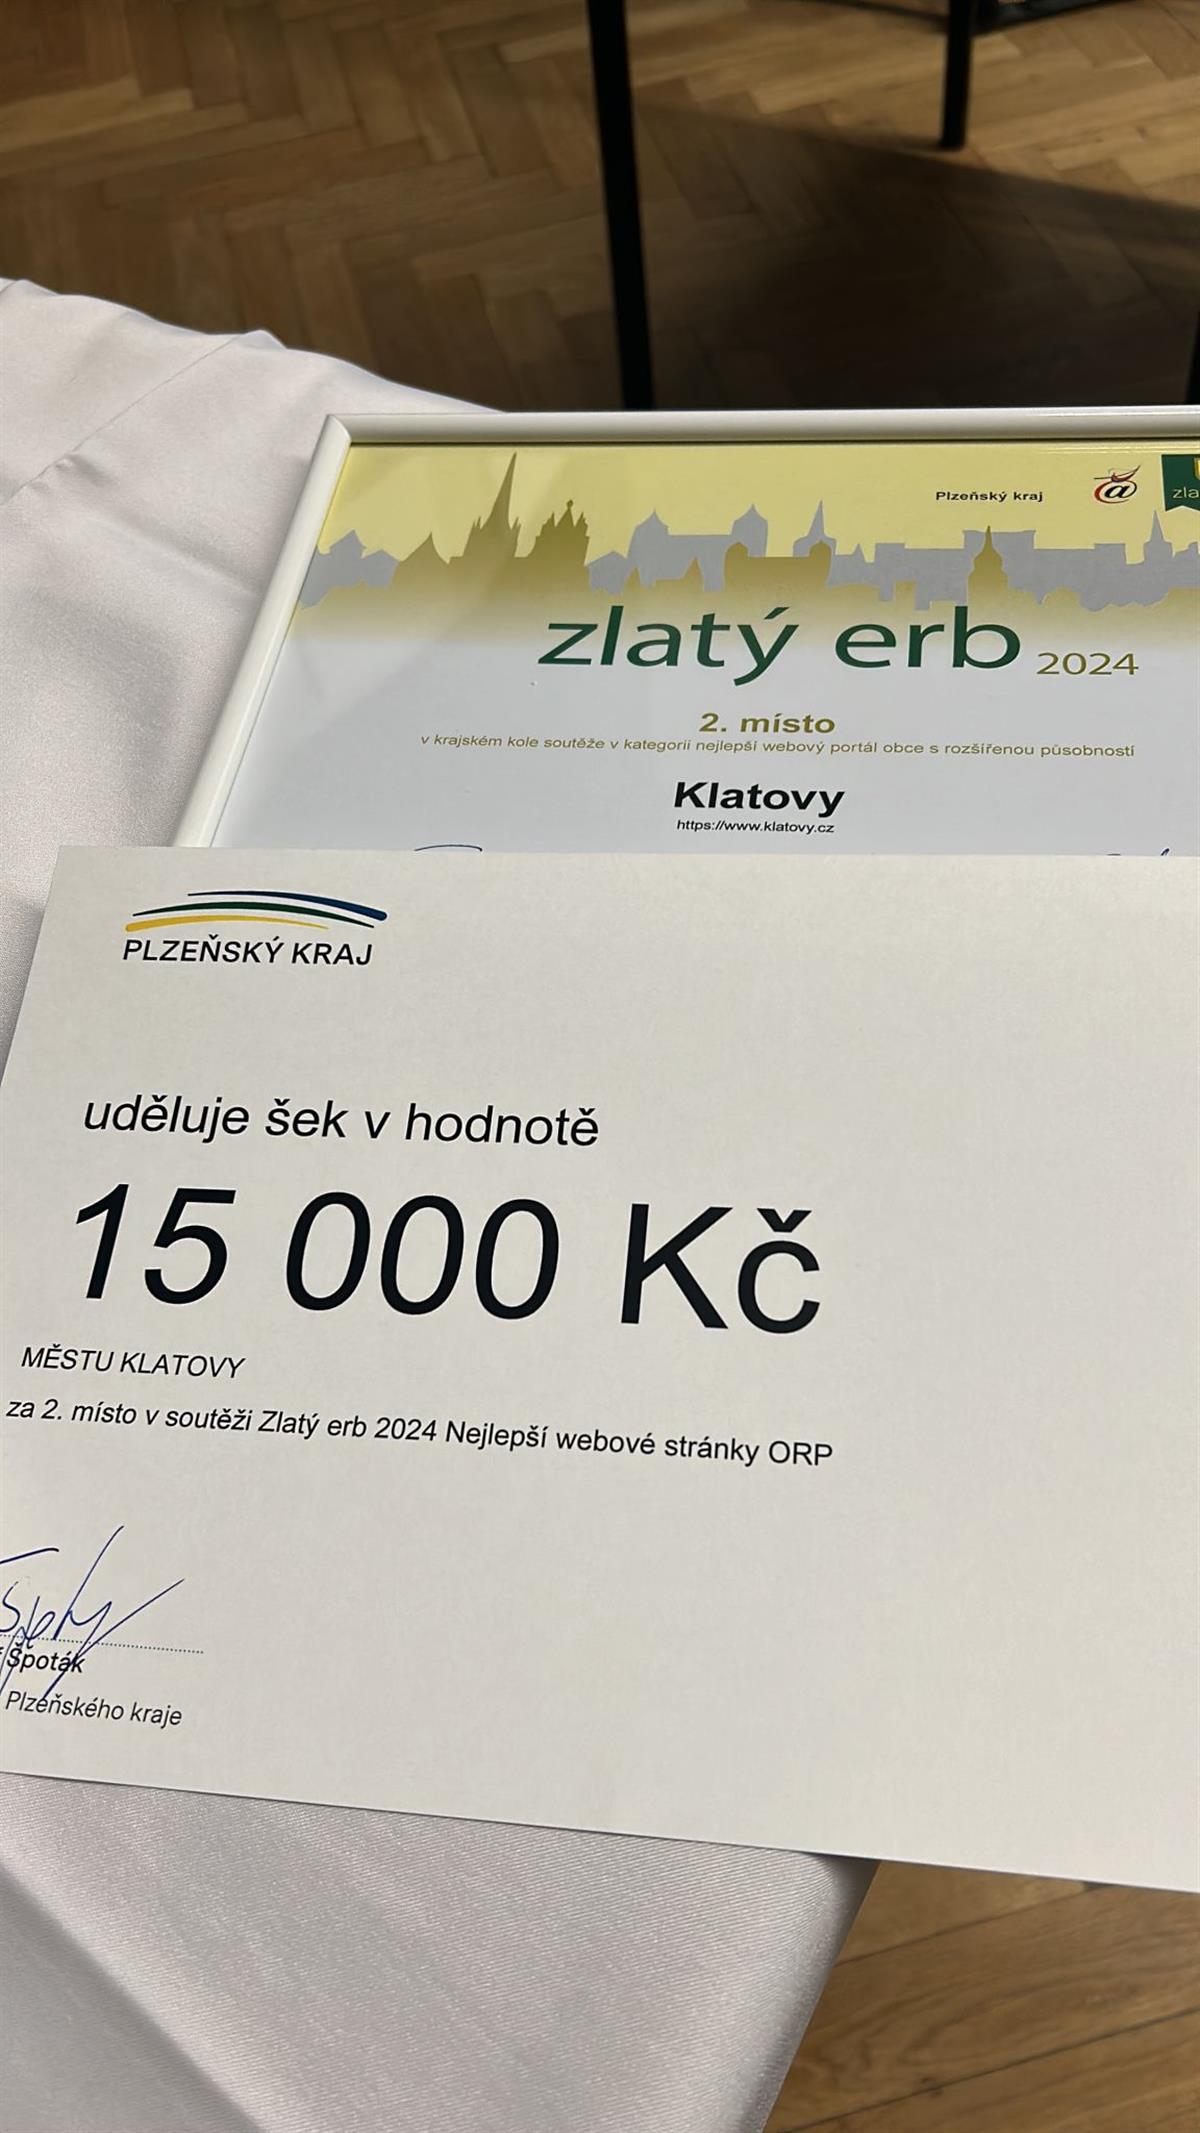 Plzeňský kraj
zlatý erb 2024
2. místo
v krajském kole soutěže v kategorii nejlepší webový portál obce s rozšířenou působností
Klatovy
https://www.klatovy.cz
PLZEŇSKÝ KRAJ
uděluje šek v hodnotě
15 000 Kč
MĚSTU KLATOVY
za 2. místo v soutěži Zlatý erb 2024 Nejlepší webové stránky ORP
Špoták
Plzeňského kraje